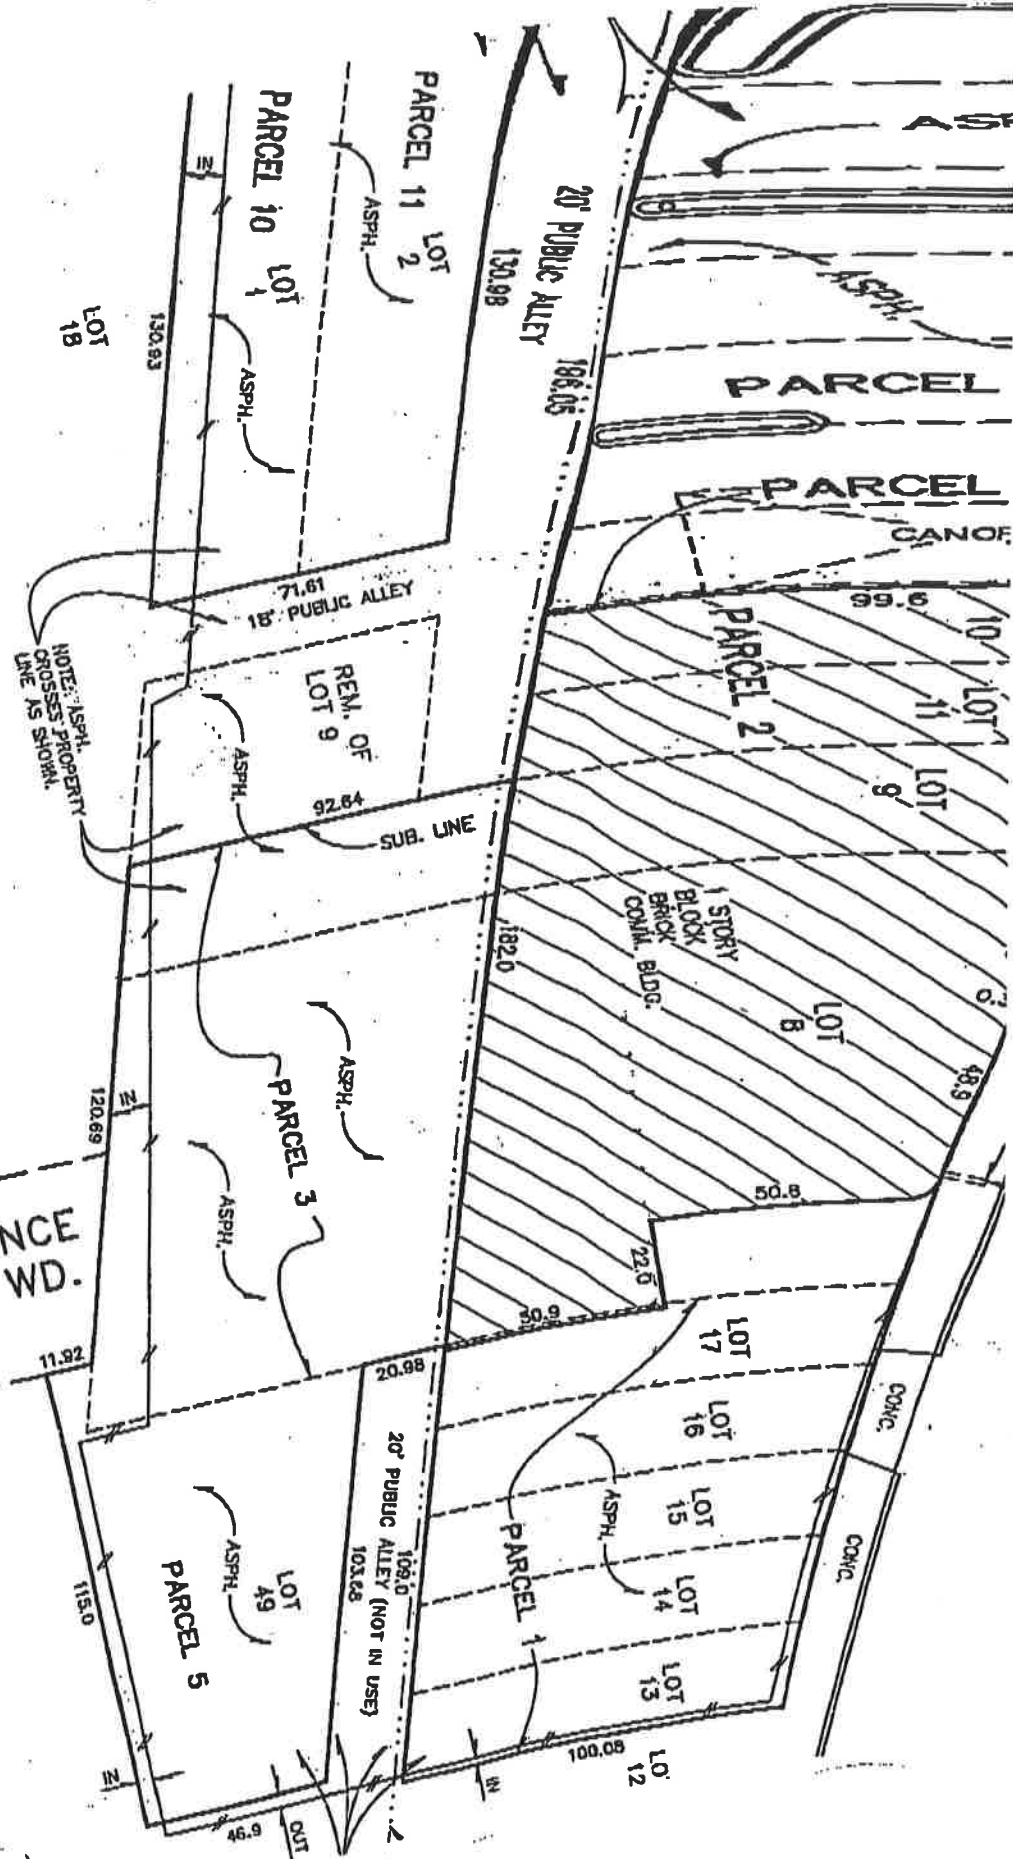 PARCEL 11
LOT
2
ASPH.
PARCEL 10
LOT
1
IN
ASPH.
130.93
LOT
18
20' PUBLIC ALLEY
130.98
186.05
ASPH.
PARCEL
PARCEL
99.6
10
LOT
11
LOT
9
PARCEL 2
71.61
18' PUBLIC ALLEY
REM. OF
LOT 9
ASPH.
92.64
SUB. LINE
NOTE: ASPH.
CROSSES PROPERTY
LINE AS SHOWN.
1 STORY
BLOCK
BRICK
COMM. BLDG.
LOT
8
48.9
182.0
ASPH.
PARCEL 3
ASPH.
IN
120.69
NCE
WD.
11.92
50.8
22.0
50.9
20.98
LOT
17
LOT
16
LOT
15
LOT
14
LOT
13
ASPH.
PARCEL 1
CONC.
CONC.
20' PUBLIC ALLEY (NOT IN USE)
109.0
103.68
LOT
49
ASPH.
PARCEL 5
115.0
IN
46.9
OUT
IN
100.08
12